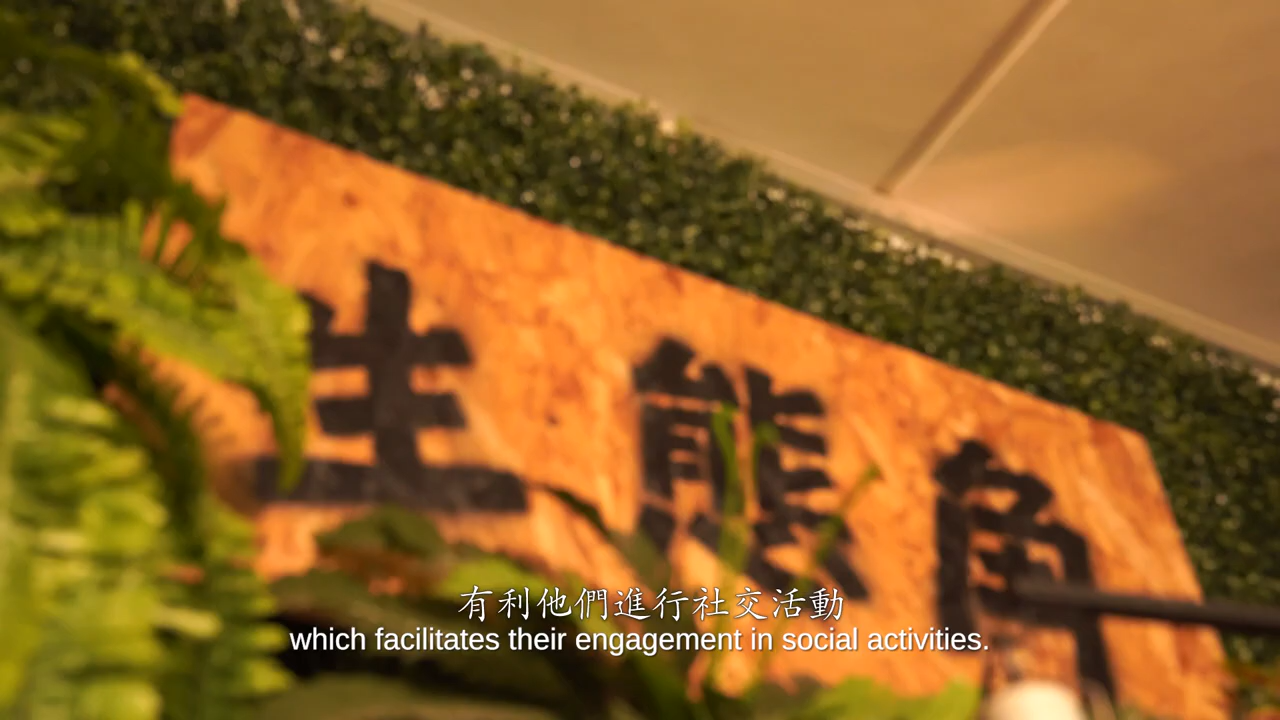 生態角
有利他們進行社交活動
which facilitates their engagement in social activities.